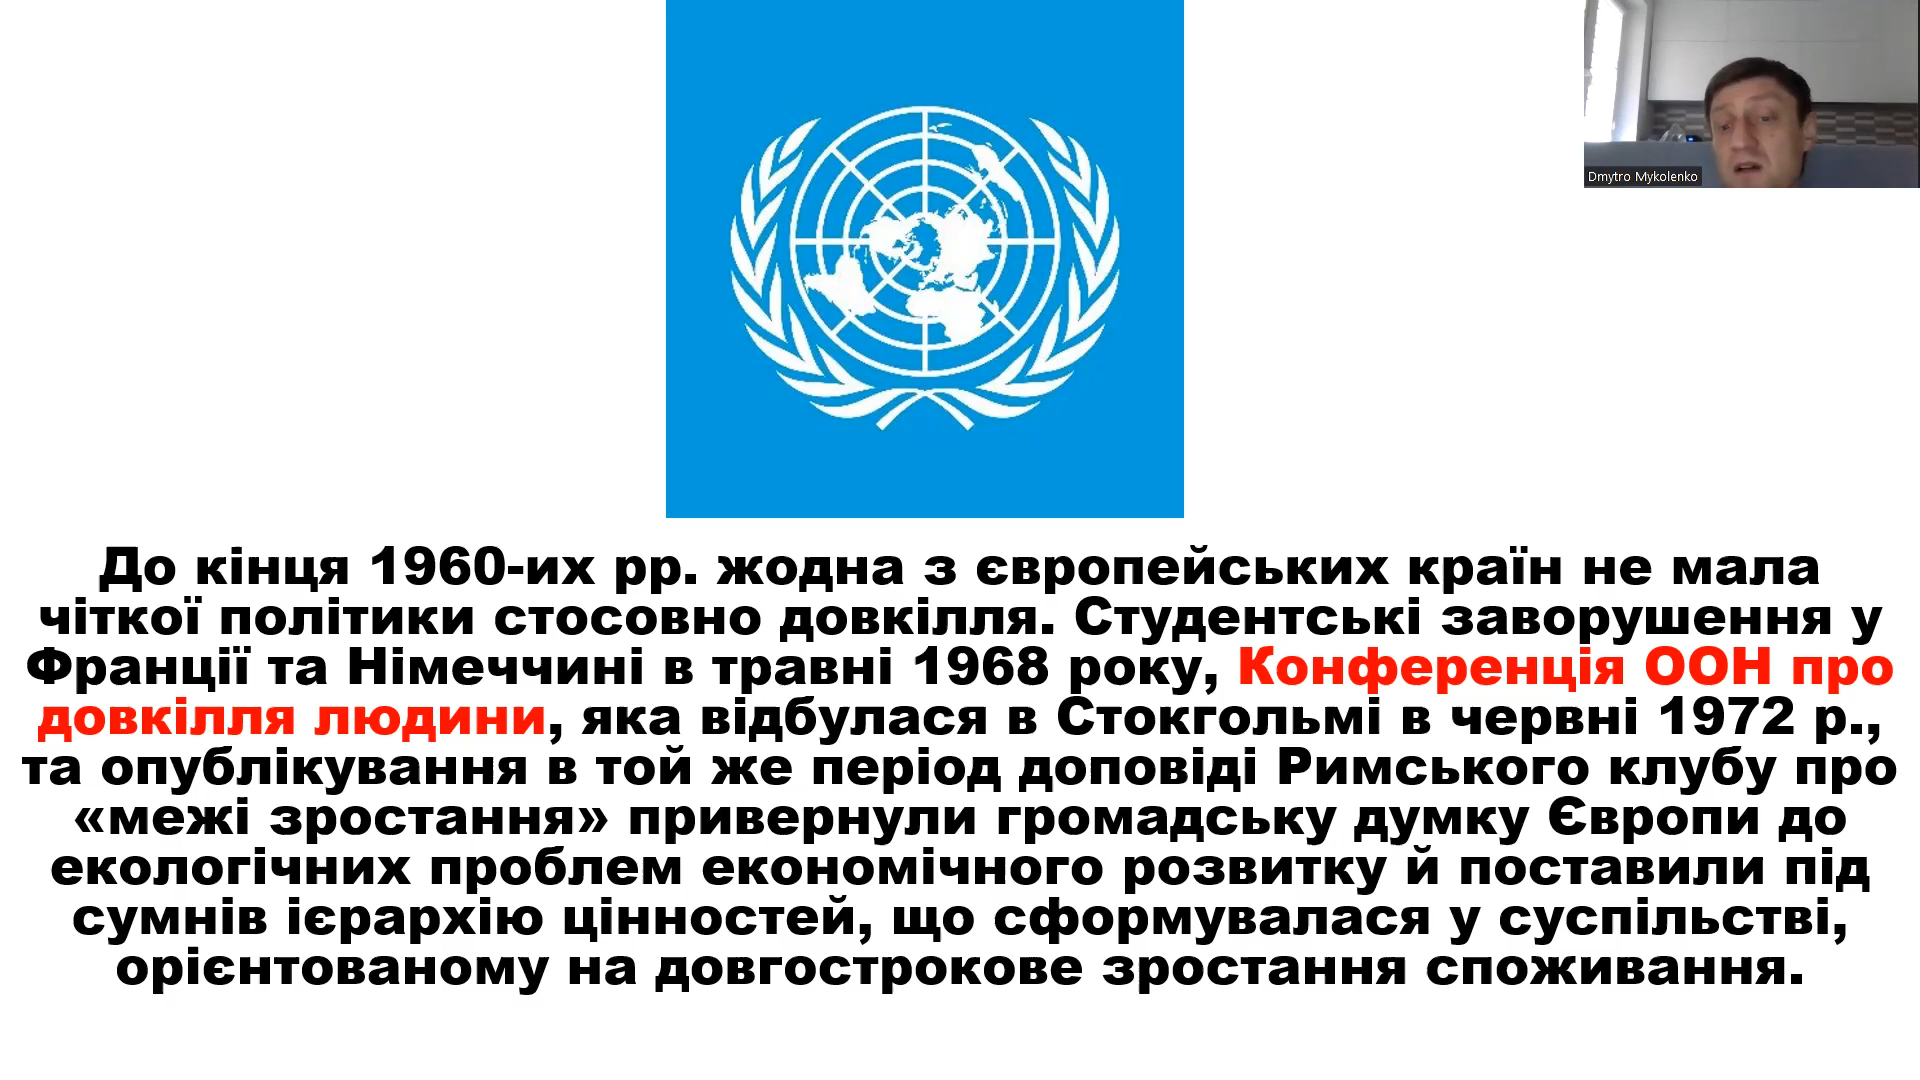 Dmytro Mykolenko
До кінця 1960-их рр. жодна з європейських країн не мала
чіткої політики стосовно довкілля. Студентські заворушення у
Франції та Німеччині в травні 1968 року, Конференція ООН про
довкілля людини, яка відбулася в Стокгольмі в червні 1972 р.,
та опублікування в той же період доповіді Римського клубу про
«межі зростання» привернули громадську думку Європи до
екологічних проблем економічного розвитку й поставили під
сумнів ієрархію цінностей, що сформувалася у суспільстві,
орієнтованому на довгострокове зростання споживання.